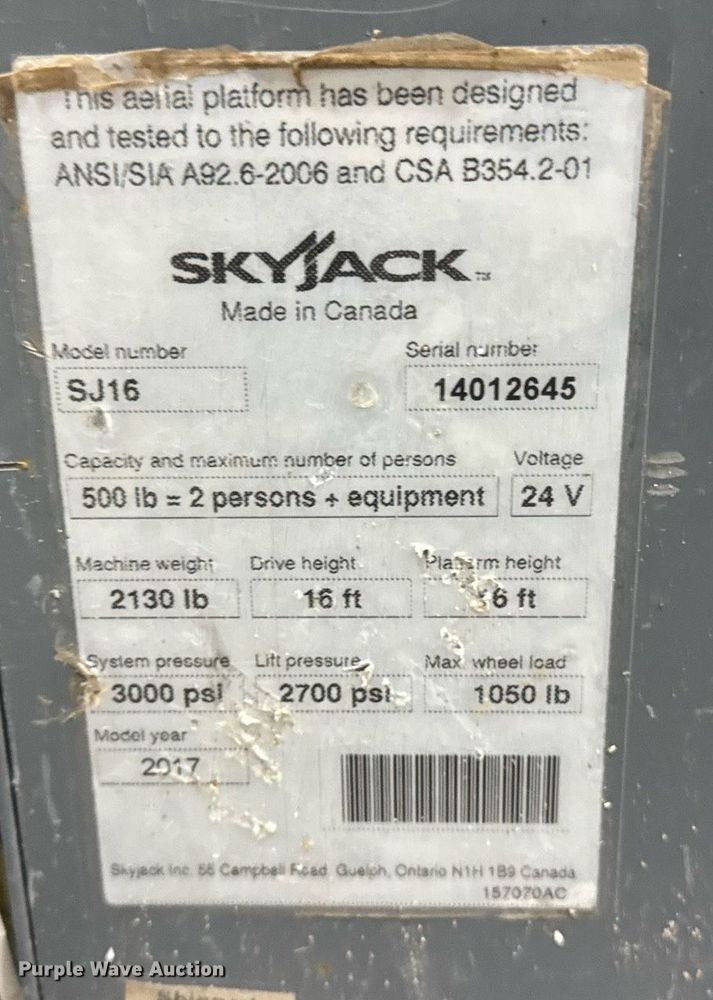 This aerial platform has been designed
and tested to the following requirements:
ANSI/SIA A92.6-2006 and CSA B354.2-01
SKYJACK TM
Made in Canada
Model number Serial number
SJ16 14012645
Capacity and maximum number of persons Voltage
500 lb = 2 persons + equipment 24 V
Machine weight Drive height Platform height
2130 lb 16 ft 6 ft
System pressure Lift pressure Max wheel load
3000 psi 2700 psi 1050 lb
Model year
2017
Skyjack Inc. 55 Campbell Road Guelph, Ontario N1H 1B9 Canada
157070AC
Purple Wave Auction